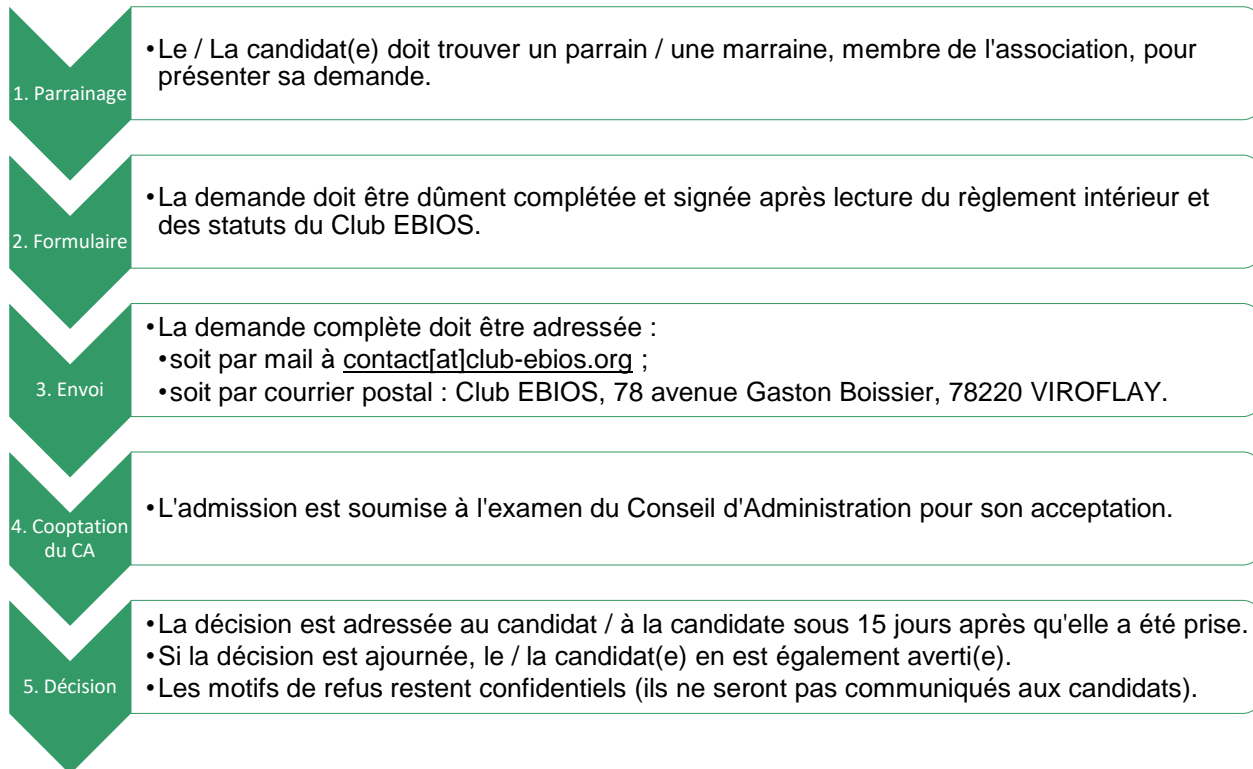 1. Parrainage
•Le / La candidat(e) doit trouver un parrain / une marraine, membre de l'association, pour
présenter sa demande.
2. Formulaire
•La demande doit être dûment complétée et signée après lecture du règlement intérieur et
des statuts du Club EBIOS.
3. Envoi
•La demande complète doit être adressée :
•soit par mail à contact[at]club-ebios.org ;
•soit par courrier postal : Club EBIOS, 78 avenue Gaston Boissier, 78220 VIROFLAY.
4. Cooptation
du CA
•L'admission est soumise à l'examen du Conseil d'Administration pour son acceptation.
5. Décision
•La décision est adressée au candidat / à la candidate sous 15 jours après qu'elle a été prise.
•Si la décision est ajournée, le / la candidat(e) en est également averti(e).
•Les motifs de refus restent confidentiels (ils ne seront pas communiqués aux candidats).